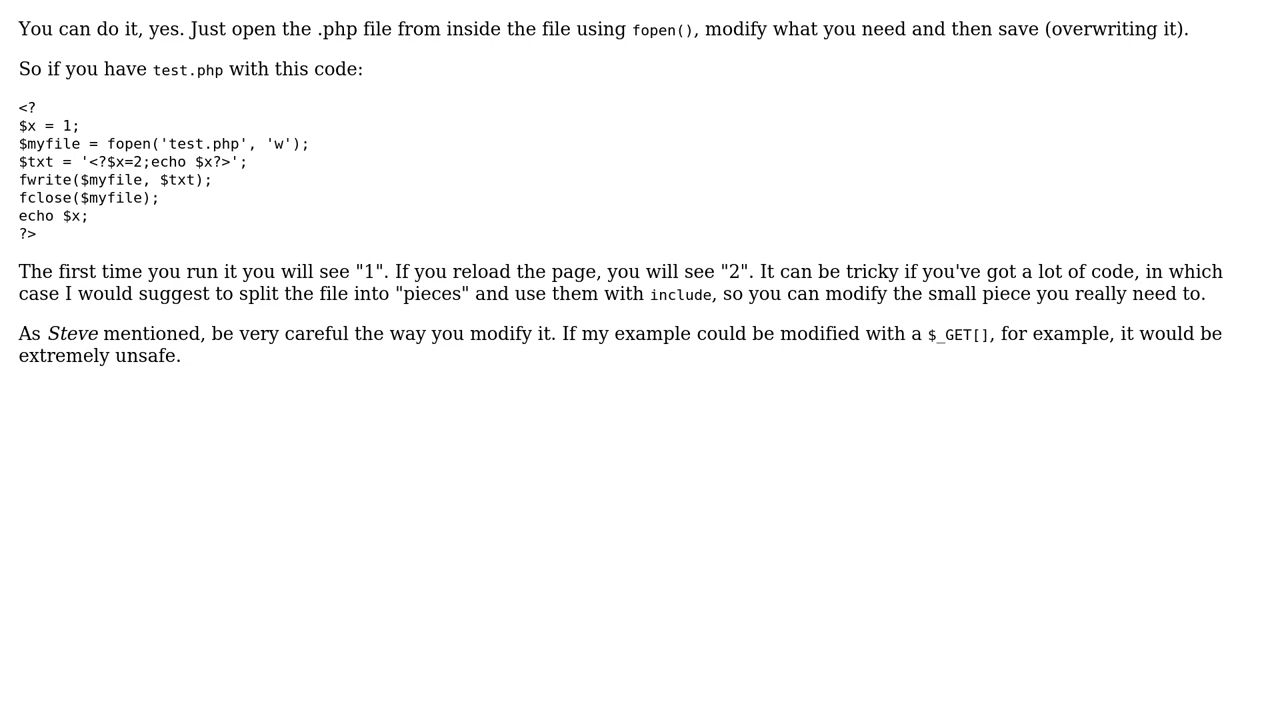 You can do it, yes. Just open the .php file from inside the file using fopen(), modify what you need and then save (overwriting it).
So if you have test.php with this code:
<?
$x = 1;
$myfile = fopen('test.php', 'w');
$txt = '<?$x=2;echo $x?>';
fwrite($myfile, $txt);
fclose($myfile);
echo $x;
?>
The first time you run it you will see "1". If you reload the page, you will see "2". It can be tricky if you've got a lot of code, in which
case I would suggest to split the file into "pieces" and use them with include, so you can modify the small piece you really need to.
As Steve mentioned, be very careful the way you modify it. If my example could be modified with a $_GET[], for example, it would be
extremely unsafe.